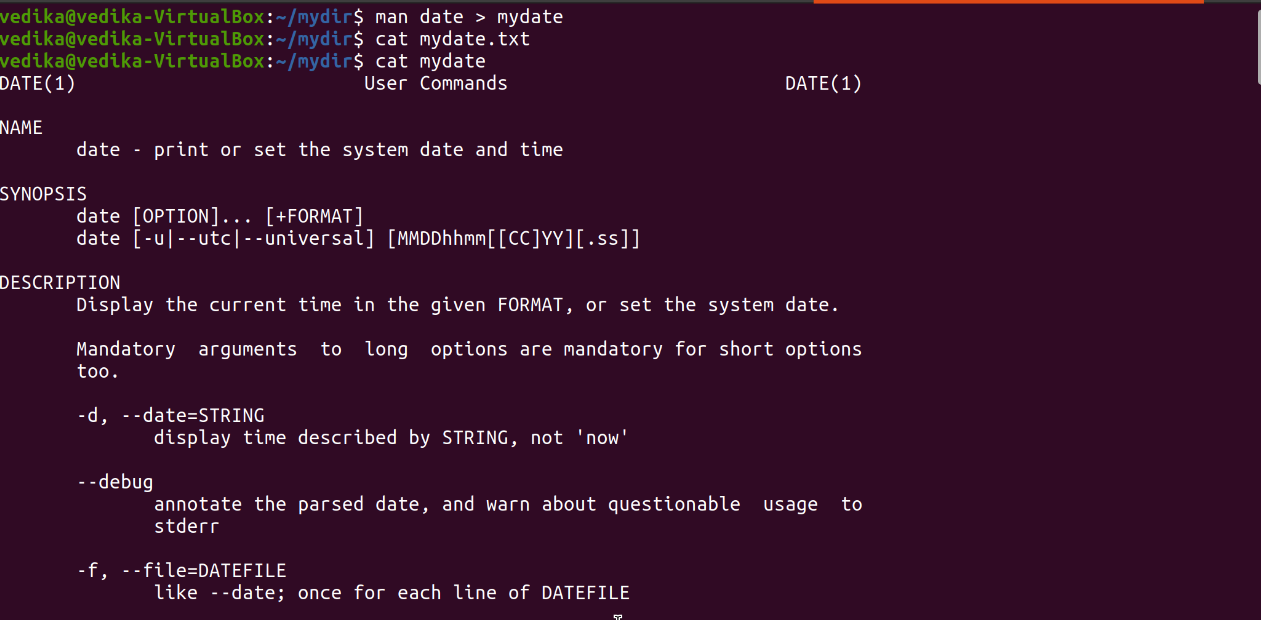 vedika@vedika-VirtualBox:~/mydir$ man date > mydate
vedika@vedika-VirtualBox:~/mydir$ cat mydate.txt
vedika@vedika-VirtualBox:~/mydir$ cat mydate
DATE(1)                          User Commands                         DATE(1)

NAME
       date - print or set the system date and time

SYNOPSIS
       date [OPTION]... [+FORMAT]
       date [-u|--utc|--universal] [MMDDhhmm[[CC]YY][.ss]]

DESCRIPTION
       Display the current time in the given FORMAT, or set the system date.

       Mandatory  arguments  to  long  options are mandatory for short options
       too.

       -d, --date=STRING
              display time described by STRING, not 'now'

       --debug
              annotate the parsed date, and warn about questionable  usage  to
              stderr

       -f, --file=DATEFILE
              like --date; once for each line of DATEFILE